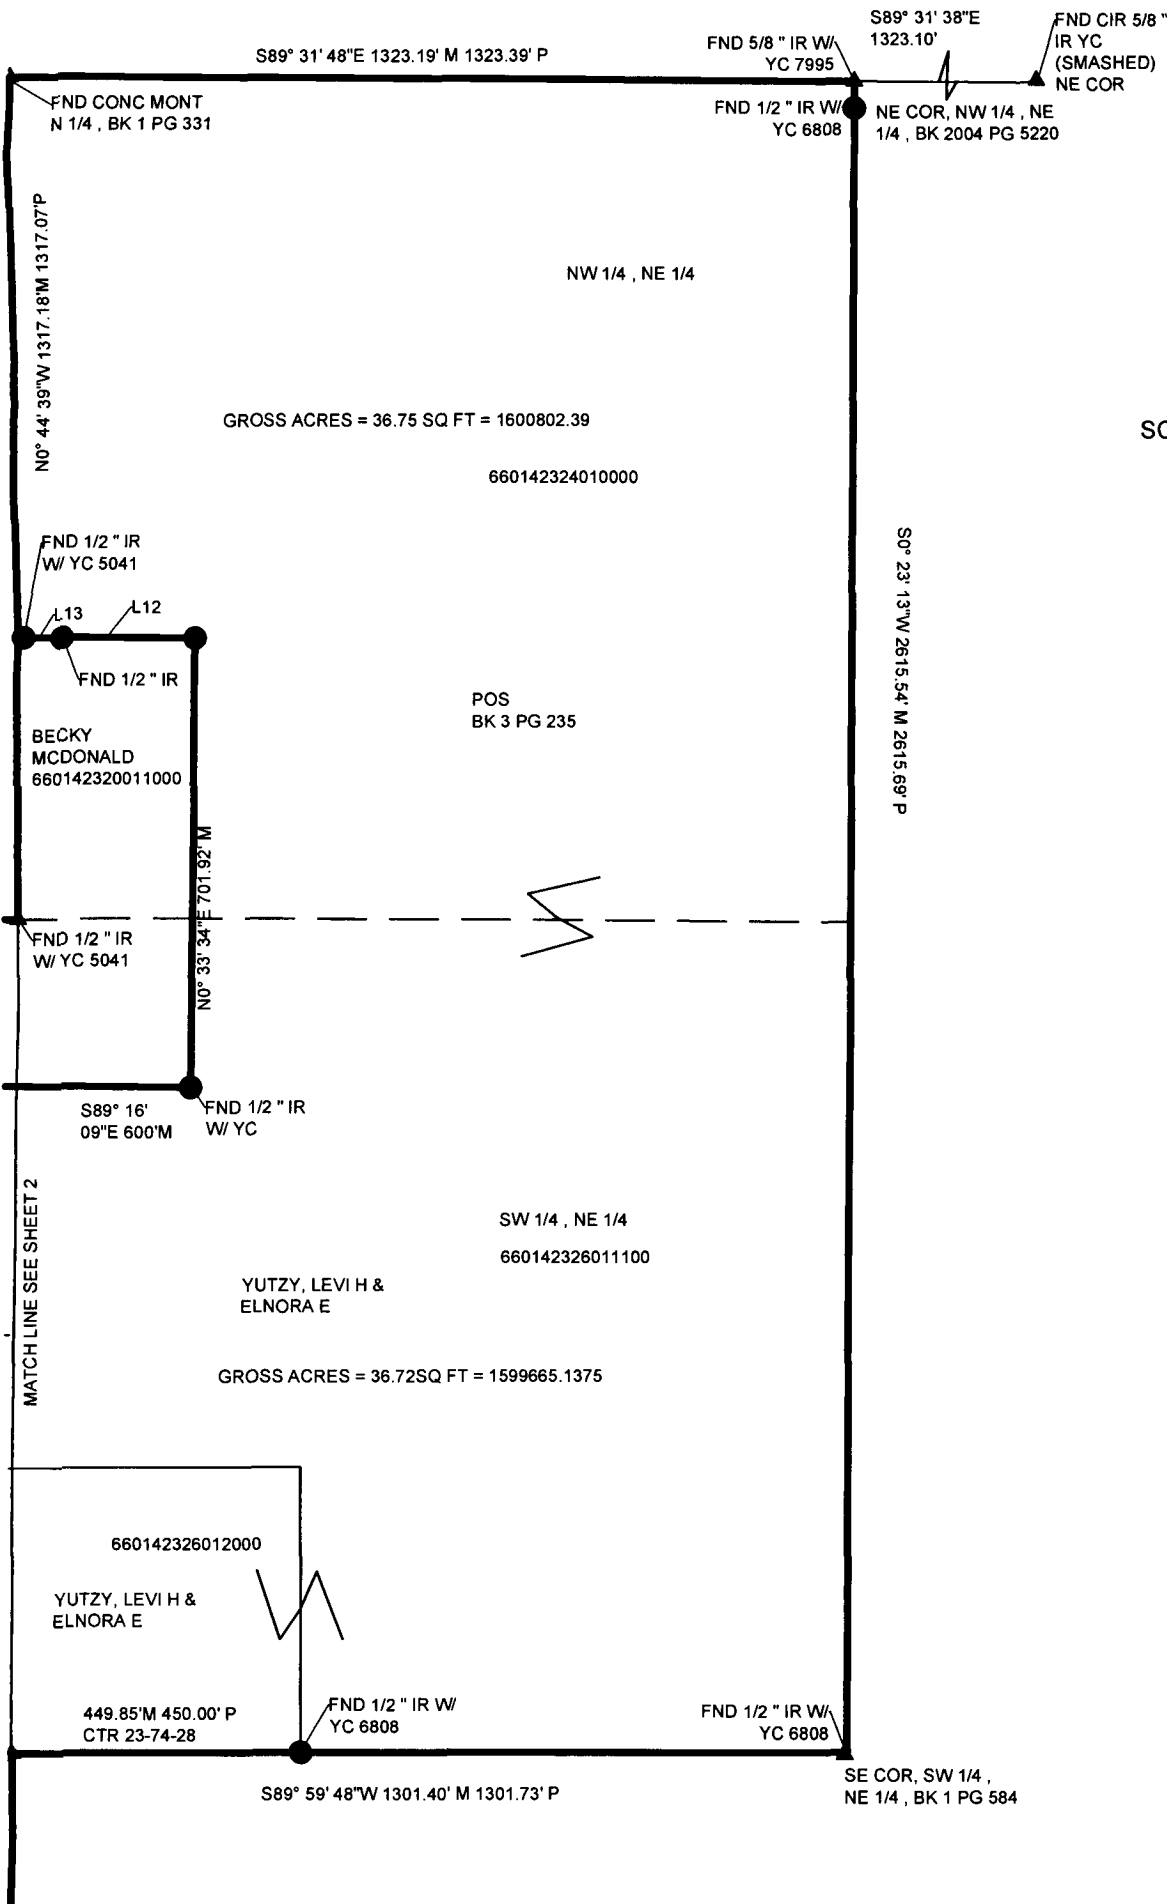 S89° 31' 38"E
1323.10'
FND CIR 5/8 "
IR YC
(SMASHED)
NE COR
S89° 31' 48"E 1323.19' M 1323.39' P
FND 5/8 " IR W/
YC 7995
FND CONC MONT
N 1/4 , BK 1 PG 331
FND 1/2 " IR W/
YC 6808
NE COR, NW 1/4 , NE
1/4 , BK 2004 PG 5220
N0° 44' 39"W 1317.18'M 1317.07'P
NW 1/4 , NE 1/4
GROSS ACRES = 36.75 SQ FT = 1600802.39
SC
660142324010000
FND 1/2 " IR
W/ YC 5041
S0° 23' 13"W 2615.54' M 2615.69' P
L13
L12
FND 1/2 " IR
POS
BK 3 PG 235
BECKY
MCDONALD
660142320011000
N0° 33' 34"E 701.92' M
FND 1/2 " IR
W/ YC 5041
S89° 16'
09"E 600'M
FND 1/2 " IR
W/ YC
MATCH LINE SEE SHEET 2
SW 1/4 , NE 1/4
660142326011100
YUTZY, LEVI H &
ELNORA E
GROSS ACRES = 36.72SQ FT = 1599665.1375
660142326012000
YUTZY, LEVI H &
ELNORA E
449.85'M 450.00' P
CTR 23-74-28
FND 1/2 " IR W/
YC 6808
FND 1/2 " IR W/
YC 6808
S89° 59' 48"W 1301.40' M 1301.73' P
SE COR, SW 1/4 ,
NE 1/4 , BK 1 PG 584